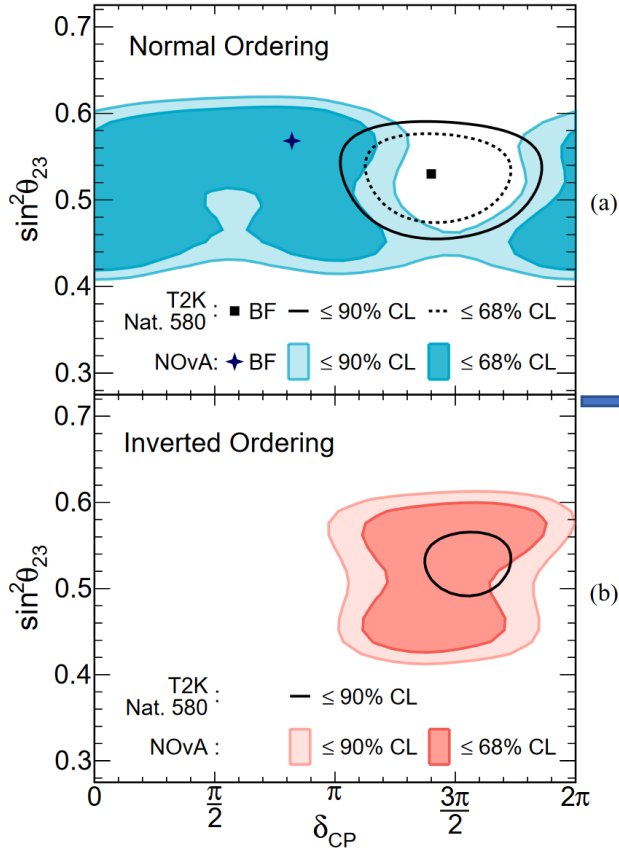 0.7
Normal Ordering
0.6
0.5
sin²θ₂₃
(a)
0.4
T2K
Nat. 580 : BF ≤ 90% CL ≤ 68% CL
NOνA: BF ≤ 90% CL ≤ 68% CL
0.3
0.7
Inverted Ordering
0.6
0.5
sin²θ₂₃
(b)
0.4
T2K
Nat. 580 : ≤ 90% CL
NOνA : ≤ 90% CL ≤ 68% CL
0.3
0 π/2 π 3π/2 2π
δCP